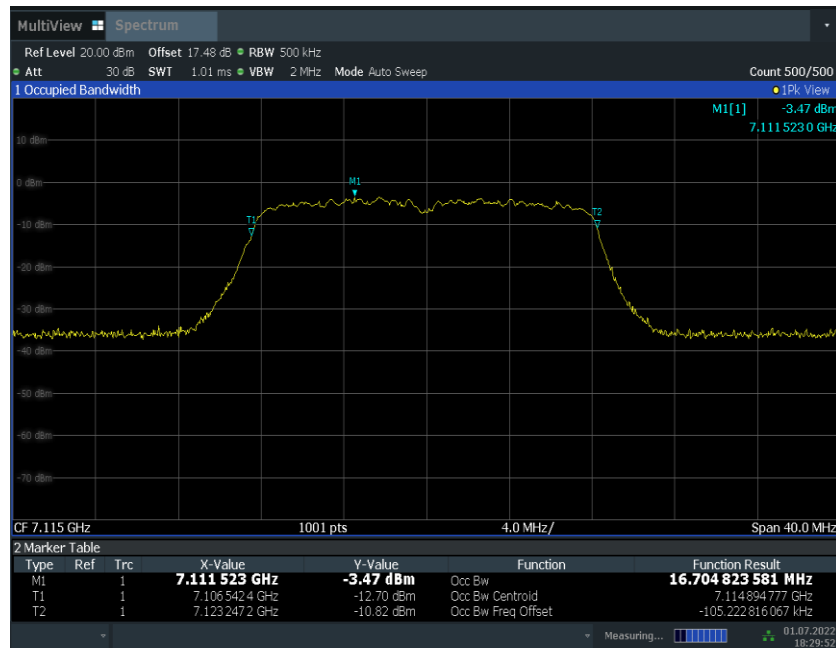 MultiView Spectrum
Ref Level 20.00 dBm Offset 17.48 dB RBW 500 kHz
Att 30 dB SWT 1.01 ms VBW 2 MHz Mode Auto Sweep Count 500/500
1 Occupied Bandwidth 1Pk View
M1[1] -3.47 dBm
7.111 523 0 GHz
10 dBm
0 dBm
M1
T1
T2
-10 dBm
-20 dBm
-30 dBm
-40 dBm
-50 dBm
-60 dBm
-70 dBm
CF 7.115 GHz 1001 pts 4.0 MHz/ Span 40.0 MHz
2 Marker Table
Type Ref Trc X-Value Y-Value Function Function Result
M1 1 7.111 523 GHz -3.47 dBm Occ Bw 16.704 823 581 MHz
T1 1 7.106 542 4 GHz -12.70 dBm Occ Bw Centroid 7.114 894 777 GHz
T2 1 7.123 247 2 GHz -10.82 dBm Occ Bw Freq Offset -105.222 816 067 kHz
Measuring... 01.07.2022
18:29:52